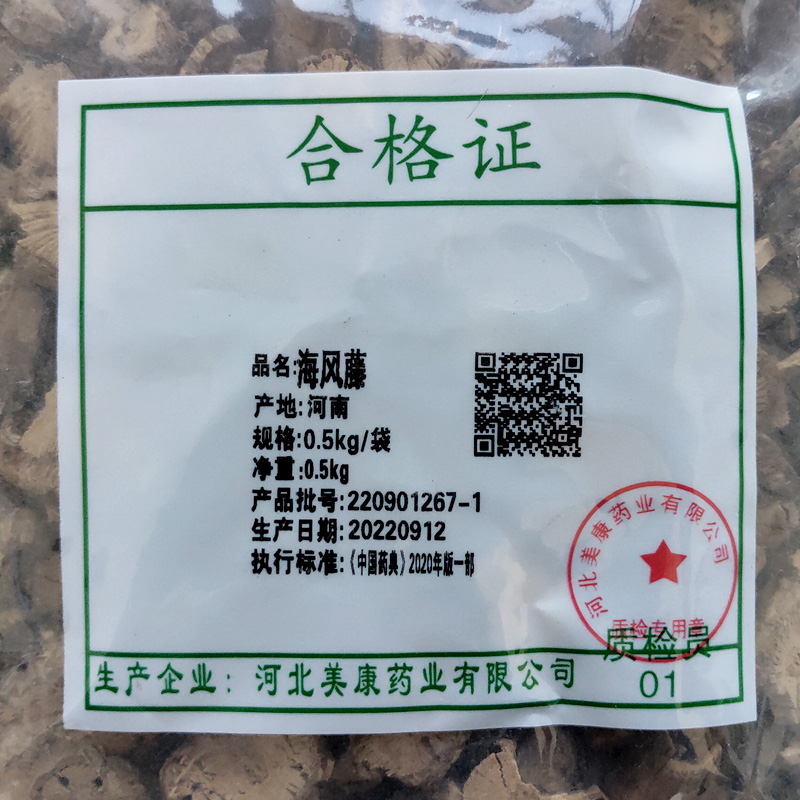 合格证
品名:海风藤
产地:河南
规格:0.5kg/袋
净重:0.5kg
产品批号:220901267-1
生产日期:20220912
执行标准:《中国药典》2020年版一部
河北美康药业有限公司
质检专用章
质检员
01
生产企业：河北美康药业有限公司